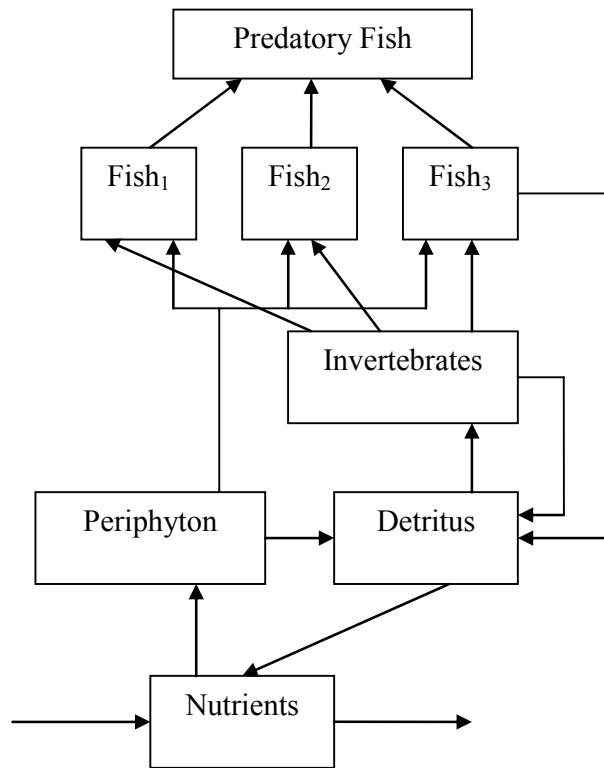 Predatory Fish
Fish₁
Fish₂
Fish₃
Invertebrates
Periphyton
Detritus
Nutrients